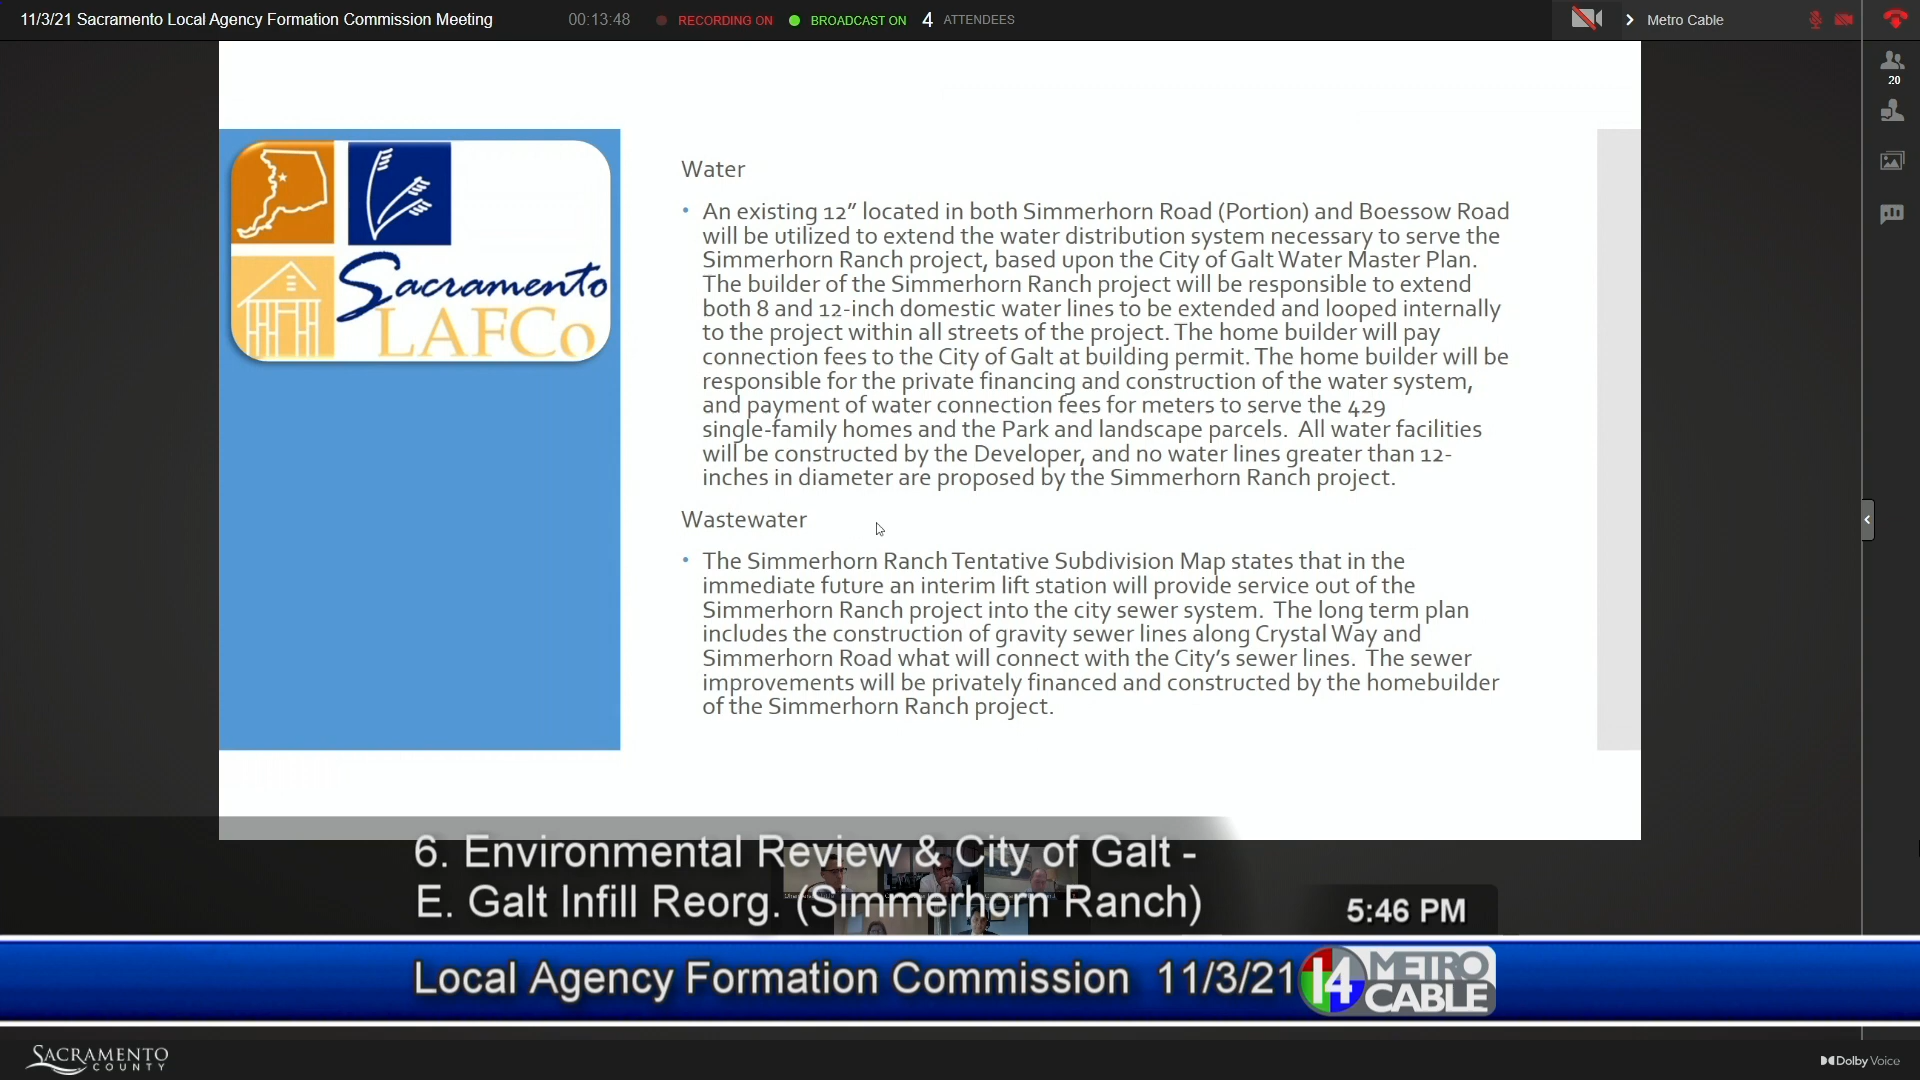 11/3/21 Sacramento Local Agency Formation Commission Meeting 00:13:48 RECORDING ON BROADCAST ON 4 ATTENDEES Metro Cable
20
Sacramento
LAFCo
Water
• An existing 12” located in both Simmerhorn Road (Portion) and Boessow Road
will be utilized to extend the water distribution system necessary to serve the
Simmerhorn Ranch project, based upon the City of Galt Water Master Plan.
The builder of the Simmerhorn Ranch project will be responsible to extend
both 8 and 12-inch domestic water lines to be extended and looped internally
to the project within all streets of the project. The home builder will pay
connection fees to the City of Galt at building permit. The home builder will be
responsible for the private financing and construction of the water system,
and payment of water connection fees for meters to serve the 429
single-family homes and the Park and landscape parcels. All water facilities
will be constructed by the Developer, and no water lines greater than 12-
inches in diameter are proposed by the Simmerhorn Ranch project.
Wastewater
• The Simmerhorn Ranch Tentative Subdivision Map states that in the
immediate future an interim lift station will provide service out of the
Simmerhorn Ranch project into the city sewer system. The long term plan
includes the construction of gravity sewer lines along Crystal Way and
Simmerhorn Road what will connect with the City’s sewer lines. The sewer
improvements will be privately financed and constructed by the homebuilder
of the Simmerhorn Ranch project.
6. Environmental Review & City of Galt -
E. Galt Infill Reorg. (Simmerhorn Ranch)
5:46 PM
Local Agency Formation Commission 11/3/21
14 METRO
CABLE
SACRAMENTO
COUNTY
Dolby Voice